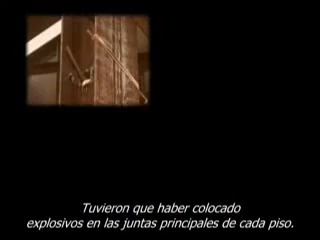 Tuvieron que haber colocado
explosivos en las juntas principales de cada piso.